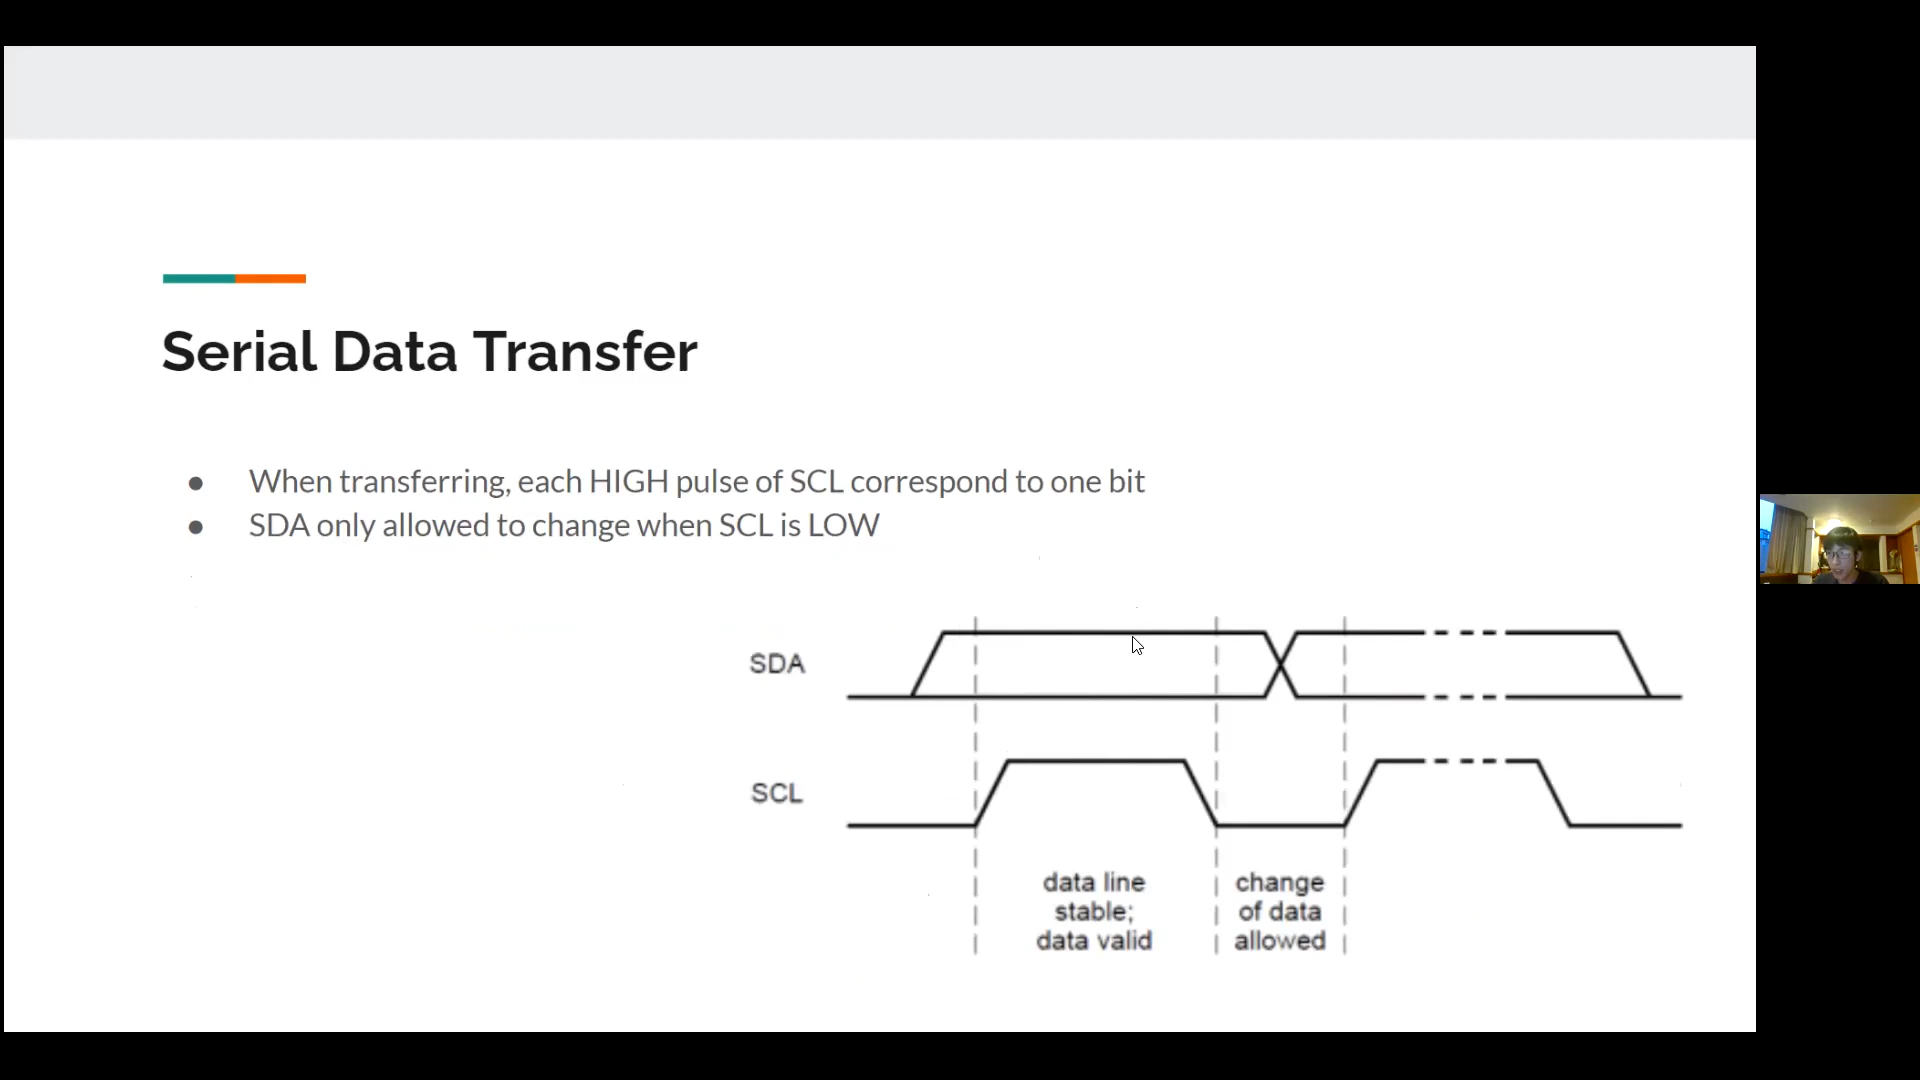 Serial Data Transfer
● When transferring, each HIGH pulse of SCL correspond to one bit
● SDA only allowed to change when SCL is LOW
SDA
SCL
data line
stable;
data valid
change
of data
allowed